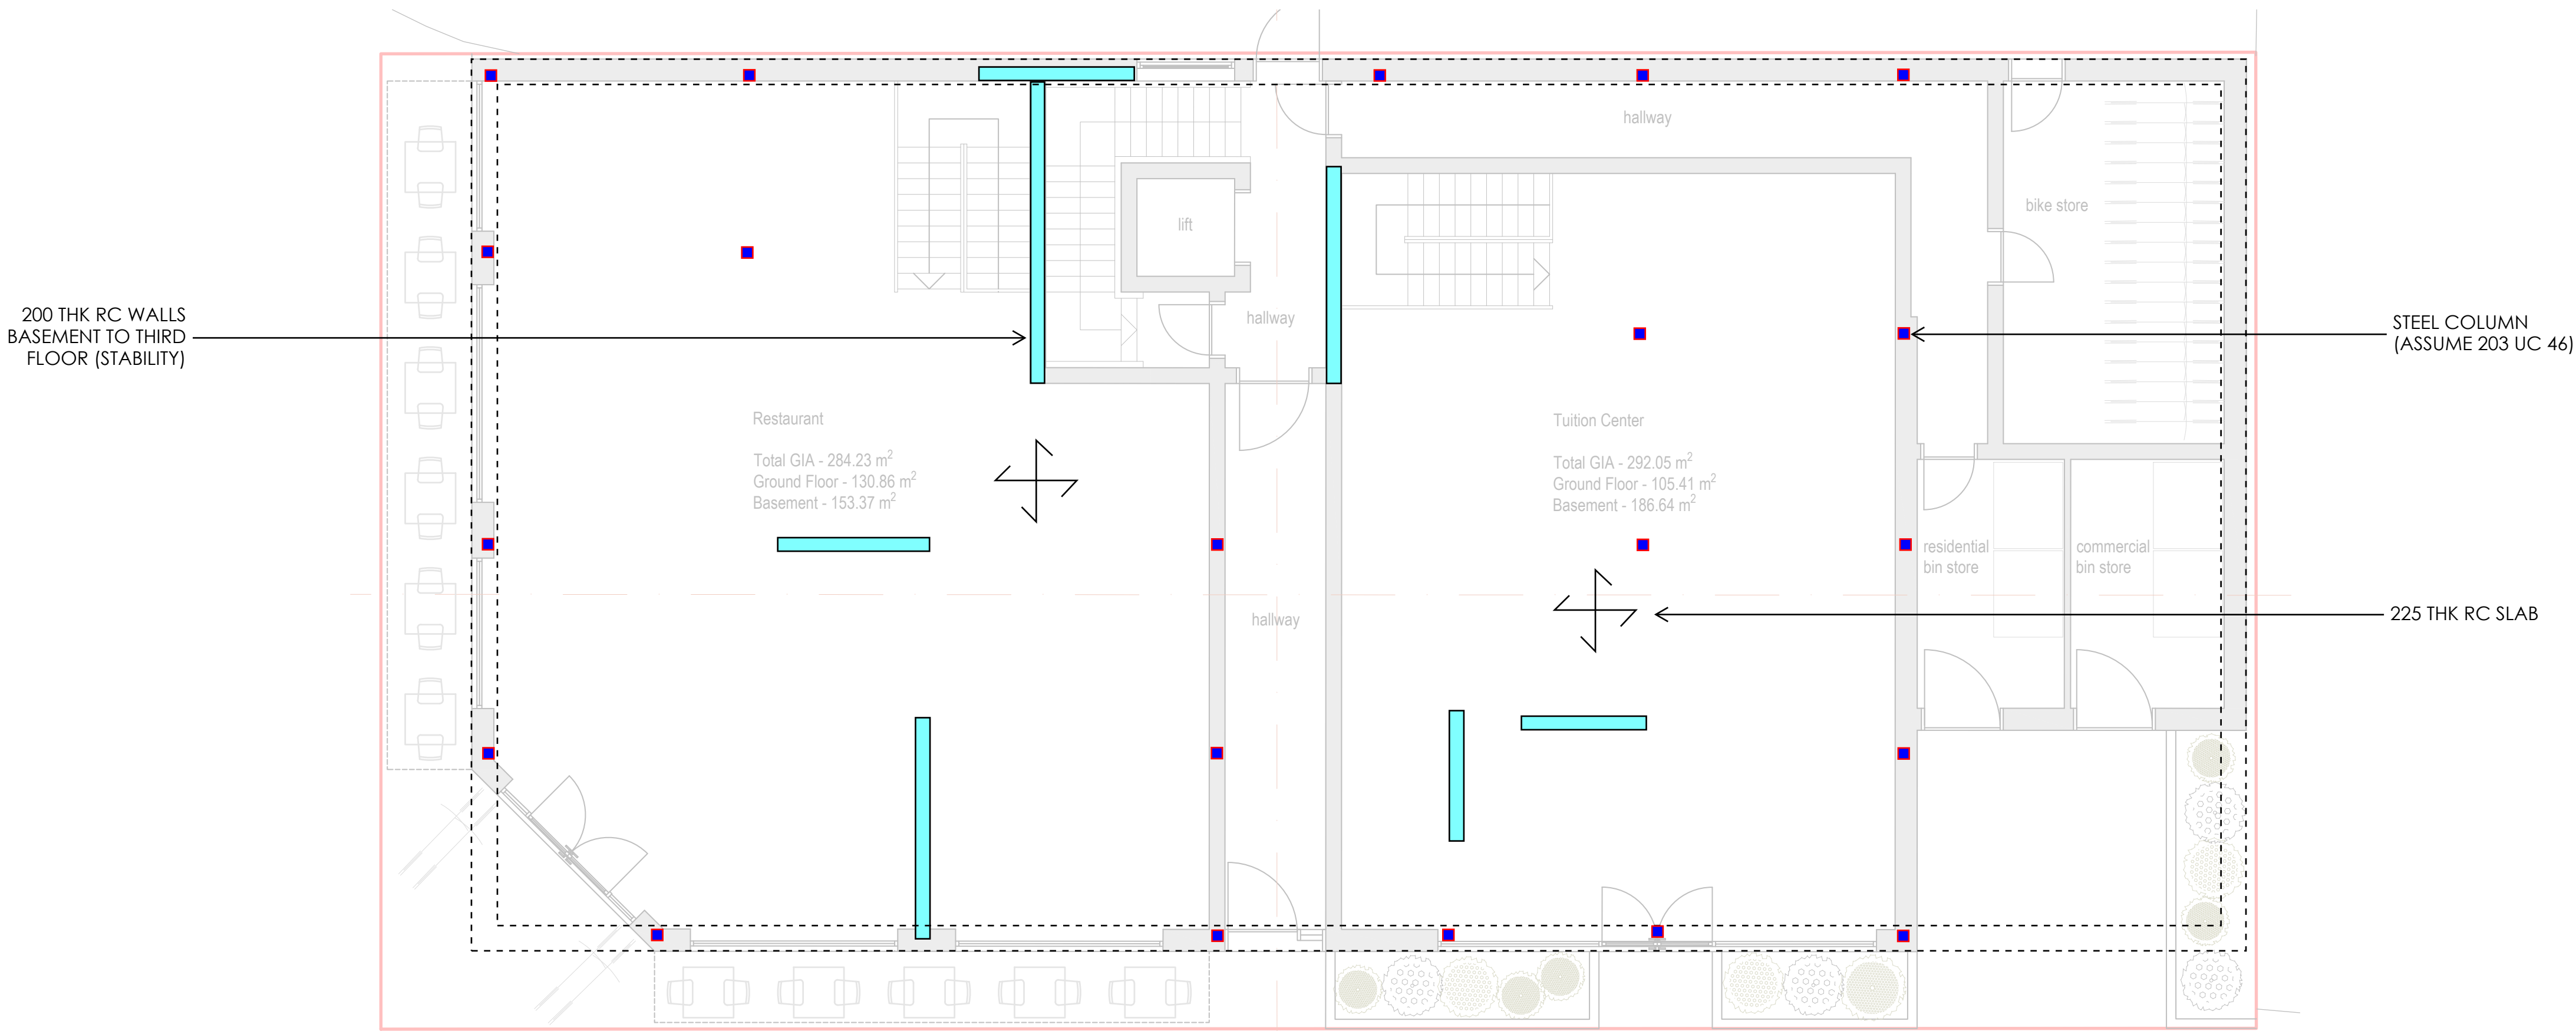 hallway
bike store
lift
200 THK RC WALLS
BASEMENT TO THIRD
FLOOR (STABILITY)
hallway
STEEL COLUMN
(ASSUME 203 UC 46)
Restaurant
Total GIA - 284.23 m²
Ground Floor - 130.86 m²
Basement - 153.37 m²
Tuition Center
Total GIA - 292.05 m²
Ground Floor - 105.41 m²
Basement - 186.64 m²
residential
bin store
commercial
bin store
hallway
225 THK RC SLAB